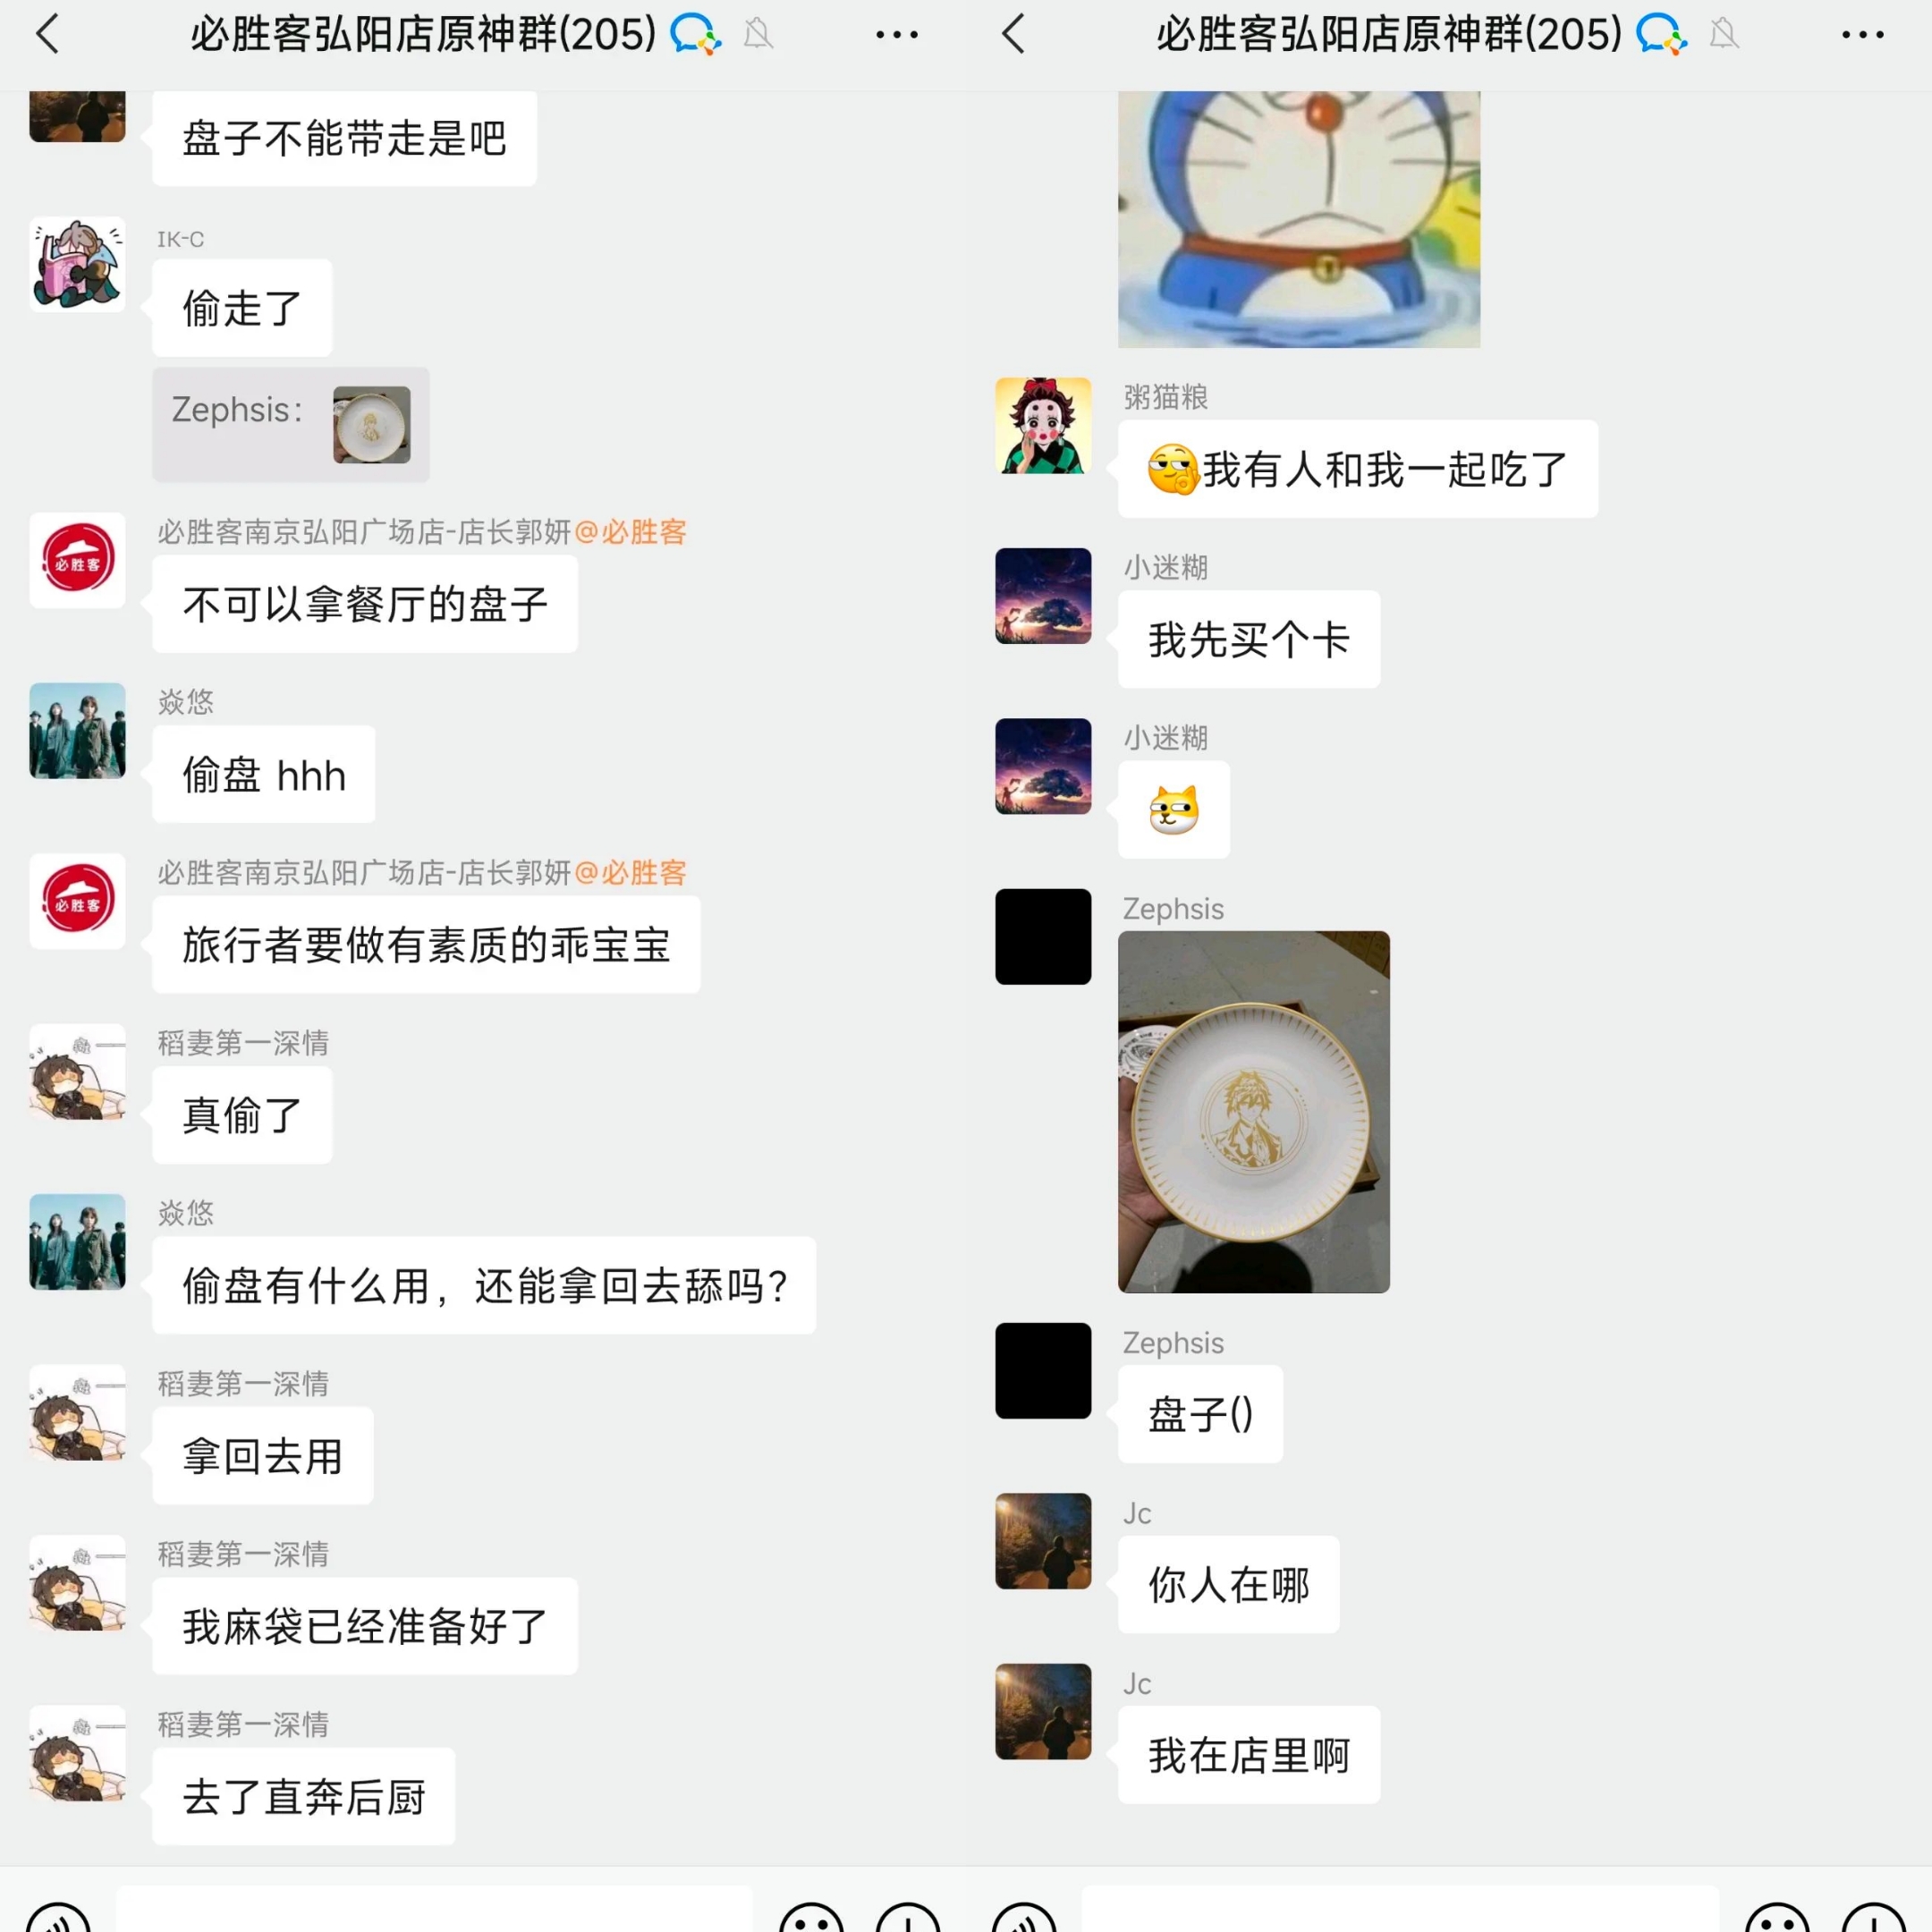 必胜客弘阳店原神群(205)
盘子不能带走是吧
IK-C
偷走了
Zephsis:
必胜客南京弘阳广场店-店长郭妍@必胜客
必胜客
不可以拿餐厅的盘子
焱悠
偷盘 hhh
必胜客南京弘阳广场店-店长郭妍@必胜客
必胜客
旅行者要做有素质的乖宝宝
稻妻第一深情
真偷了
焱悠
偷盘有什么用，还能拿回去舔吗？
稻妻第一深情
拿回去用
稻妻第一深情
我麻袋已经准备好了
稻妻第一深情
去了直奔后厨
必胜客弘阳店原神群(205)
粥猫粮
我有人和我一起吃了
小迷糊
我先买个卡
小迷糊
Zephsis
Zephsis
盘子()
Jc
你人在哪
Jc
我在店里啊